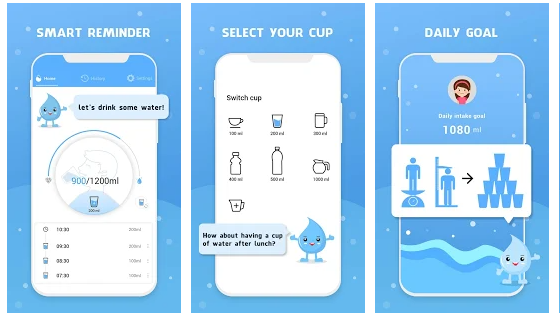 SMART REMINDER
Home
History
Settings
let's drink some water!
900/1200ml
200ml
10:30 200ml
09:30 200ml
08:30 100ml
07:30 100ml
SELECT YOUR CUP
Switch cup
100 ml
200 ml
300 ml
400 ml
500 ml
1000 ml
How about having a cup
of water after lunch?
DAILY GOAL
Daily intake goal
1080 ml